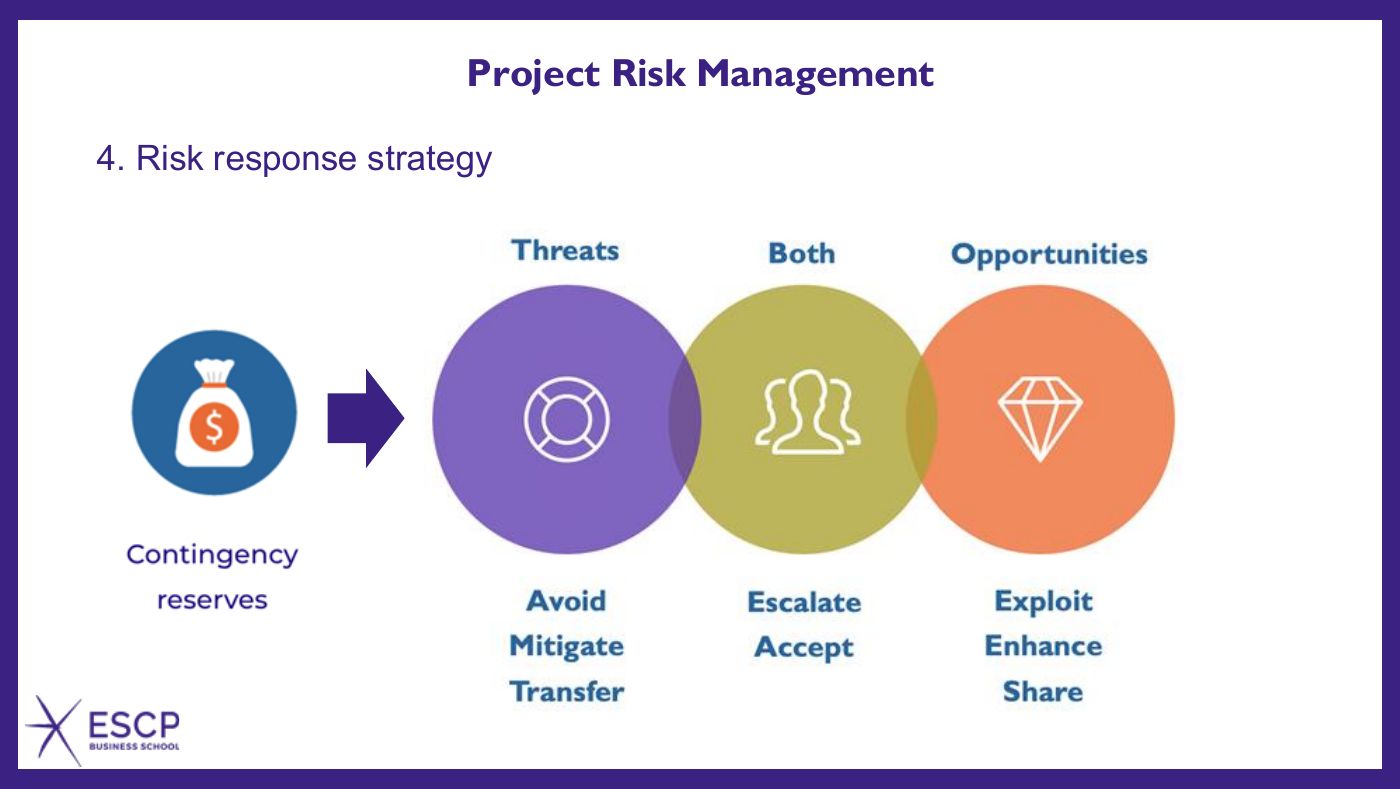 Project Risk Management
4. Risk response strategy
Threats
Both
Opportunities
$
Contingency
reserves
Avoid
Mitigate
Transfer
Escalate
Accept
Exploit
Enhance
Share
ESCP
BUSINESS SCHOOL